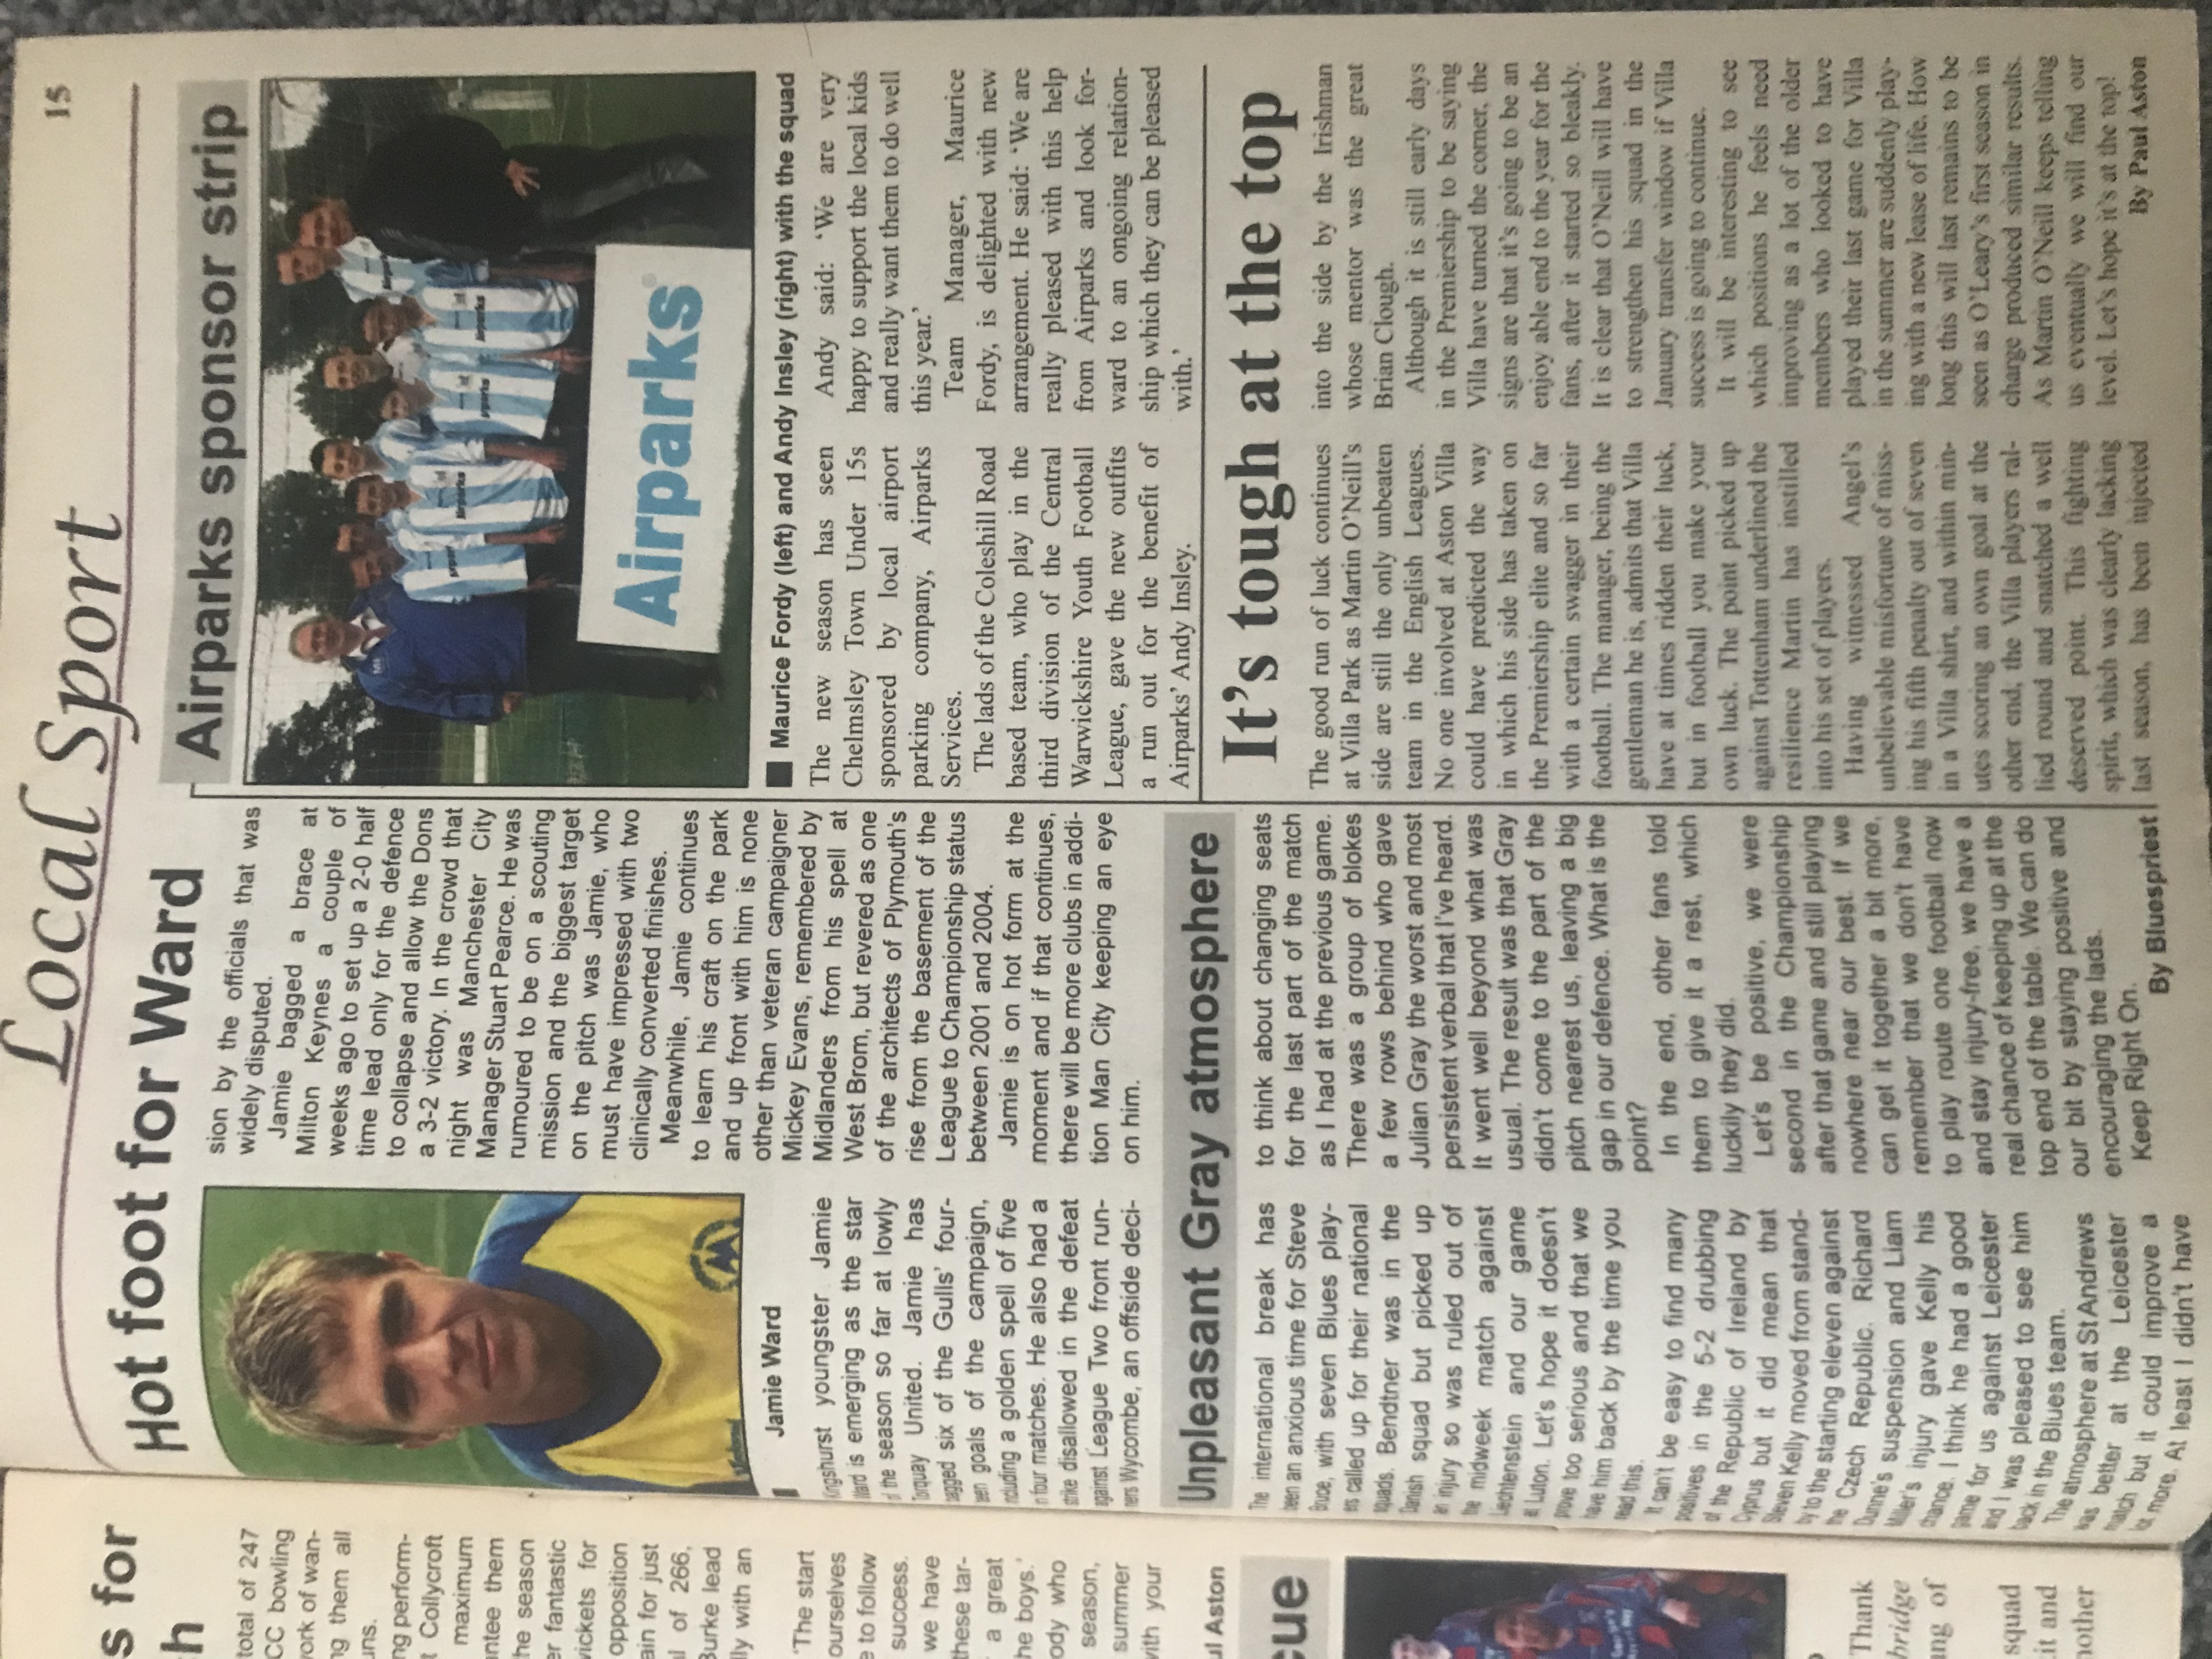 s for
h
total of 247
CC bowling
work of wan-
ng them all
uns.
ng perform-
t Collycroft
maximum
antee them
he season
er fantastic
wickets for
opposition
ain for just
al of 266,
Burke lead
lly with an
'The start
ourselves
e to follow
success.
we have
these tar-
a great
he boys.'
ody who
season,
summer
with your
ul Aston
cue
Thank
bridge
ang of
squad
it and
nother
Local Sport
15
Hot foot for Ward
Jamie Ward
Kingshurst youngster Jamie
Ward is emerging as the star
of the season so far at lowly
Torquay United. Jamie has
bagged six of the Gulls' four-
teen goals of the campaign,
including a golden spell of five
in four matches. He also had a
strike disallowed in the defeat
against League Two front run-
ners Wycombe, an offside deci-
sion by the officials that was
widely disputed.
Jamie bagged a brace at
Milton Keynes a couple of
weeks ago to set up a 2-0 half
time lead only for the defence
to collapse and allow the Dons
a 3-2 victory. In the crowd that
night was Manchester City
Manager Stuart Pearce. He was
rumoured to be on a scouting
mission and the biggest target
on the pitch was Jamie, who
must have impressed with two
clinically converted finishes.
Meanwhile, Jamie continues
to learn his craft on the park
and up front with him is none
other than veteran campaigner
Mickey Evans, remembered by
Midlanders from his spell at
West Brom, but revered as one
of the architects of Plymouth's
rise from the basement of the
League to Championship status
between 2001 and 2004.
Jamie is on hot form at the
moment and if that continues,
there will be more clubs in addi-
tion Man City keeping an eye
on him.
Airparks sponsor strip
MF
Airparks
Airparks
Airparks
Airparks
Airparks
Airparks
Maurice Fordy (left) and Andy Insley (right) with the squad
The new season has seen
Chelmsley Town Under 15s
sponsored by local airport
parking company, Airparks
Services.
The lads of the Coleshill Road
based team, who play in the
third division of the Central
Warwickshire Youth Football
League, gave the new outfits
a run out for the benefit of
Airparks' Andy Insley.
Andy said: 'We are very
happy to support the local kids
and really want them to do well
this year.'
Team Manager, Maurice
Fordy, is delighted with new
arrangement. He said: 'We are
really pleased with this help
from Airparks and look for-
ward to an ongoing relation-
ship which they can be pleased
with.'
Unpleasant Gray atmosphere
The international break has
been an anxious time for Steve
Bruce, with seven Blues play-
ers called up for their national
squads. Bendtner was in the
Danish squad but picked up
an injury so was ruled out of
the midweek match against
Liechtenstein and our game
at Luton. Let's hope it doesn't
prove too serious and that we
have him back by the time you
read this.
It can't be easy to find many
positives in the 5-2 drubbing
of the Republic of Ireland by
Cyprus but it did mean that
Steven Kelly moved from stand-
by to the starting eleven against
the Czech Republic. Richard
Dunne's suspension and Liam
Miller's injury gave Kelly his
chance. I think he had a good
game for us against Leicester
and I was pleased to see him
back in the Blues team.
The atmosphere at St Andrews
was better at the Leicester
match but it could improve a
lot more. At least I didn't have
to think about changing seats
for the last part of the match
as I had at the previous game.
There was a group of blokes
a few rows behind who gave
Julian Gray the worst and most
persistent verbal that I've heard.
It went well beyond what was
usual. The result was that Gray
didn't come to the part of the
pitch nearest us, leaving a big
gap in our defence. What is the
point?
In the end, other fans told
them to give it a rest, which
luckily they did.
Let's be positive, we were
second in the Championship
after that game and still playing
nowhere near our best. If we
can get it together a bit more,
remember that we don't have
to play route one football now
and stay injury-free, we have a
real chance of keeping up at the
top end of the table. We can do
our bit by staying positive and
encouraging the lads.
Keep Right On.
By Bluespriest
It's tough at the top
The good run of luck continues
at Villa Park as Martin O'Neill's
side are still the only unbeaten
team in the English Leagues.
No one involved at Aston Villa
could have predicted the way
in which his side has taken on
the Premiership elite and so far
with a certain swagger in their
football. The manager, being the
gentleman he is, admits that Villa
have at times ridden their luck,
but in football you make your
own luck. The point picked up
against Tottenham underlined the
resilience Martin has instilled
into his set of players.
Having witnessed Angel's
unbelievable misfortune of miss-
ing his fifth penalty out of seven
in a Villa shirt, and within min-
utes scoring an own goal at the
other end, the Villa players ral-
lied round and snatched a well
deserved point. This fighting
spirit, which was clearly lacking
last season, has been injected
into the side by the Irishman
whose mentor was the great
Brian Clough.
Although it is still early days
in the Premiership to be saying
Villa have turned the corner, the
signs are that it's going to be an
enjoy able end to the year for the
fans, after it started so bleakly.
It is clear that O'Neill will have
to strengthen his squad in the
January transfer window if Villa
success is going to continue.
It will be interesting to see
which positions he feels need
improving as a lot of the older
members who looked to have
played their last game for Villa
in the summer are suddenly play-
ing with a new lease of life. How
long this will last remains to be
seen as O'Leary's first season in
charge produced similar results.
As Martin O'Neill keeps telling
us eventually we will find our
level. Let's hope it's at the top!
By Paul Aston